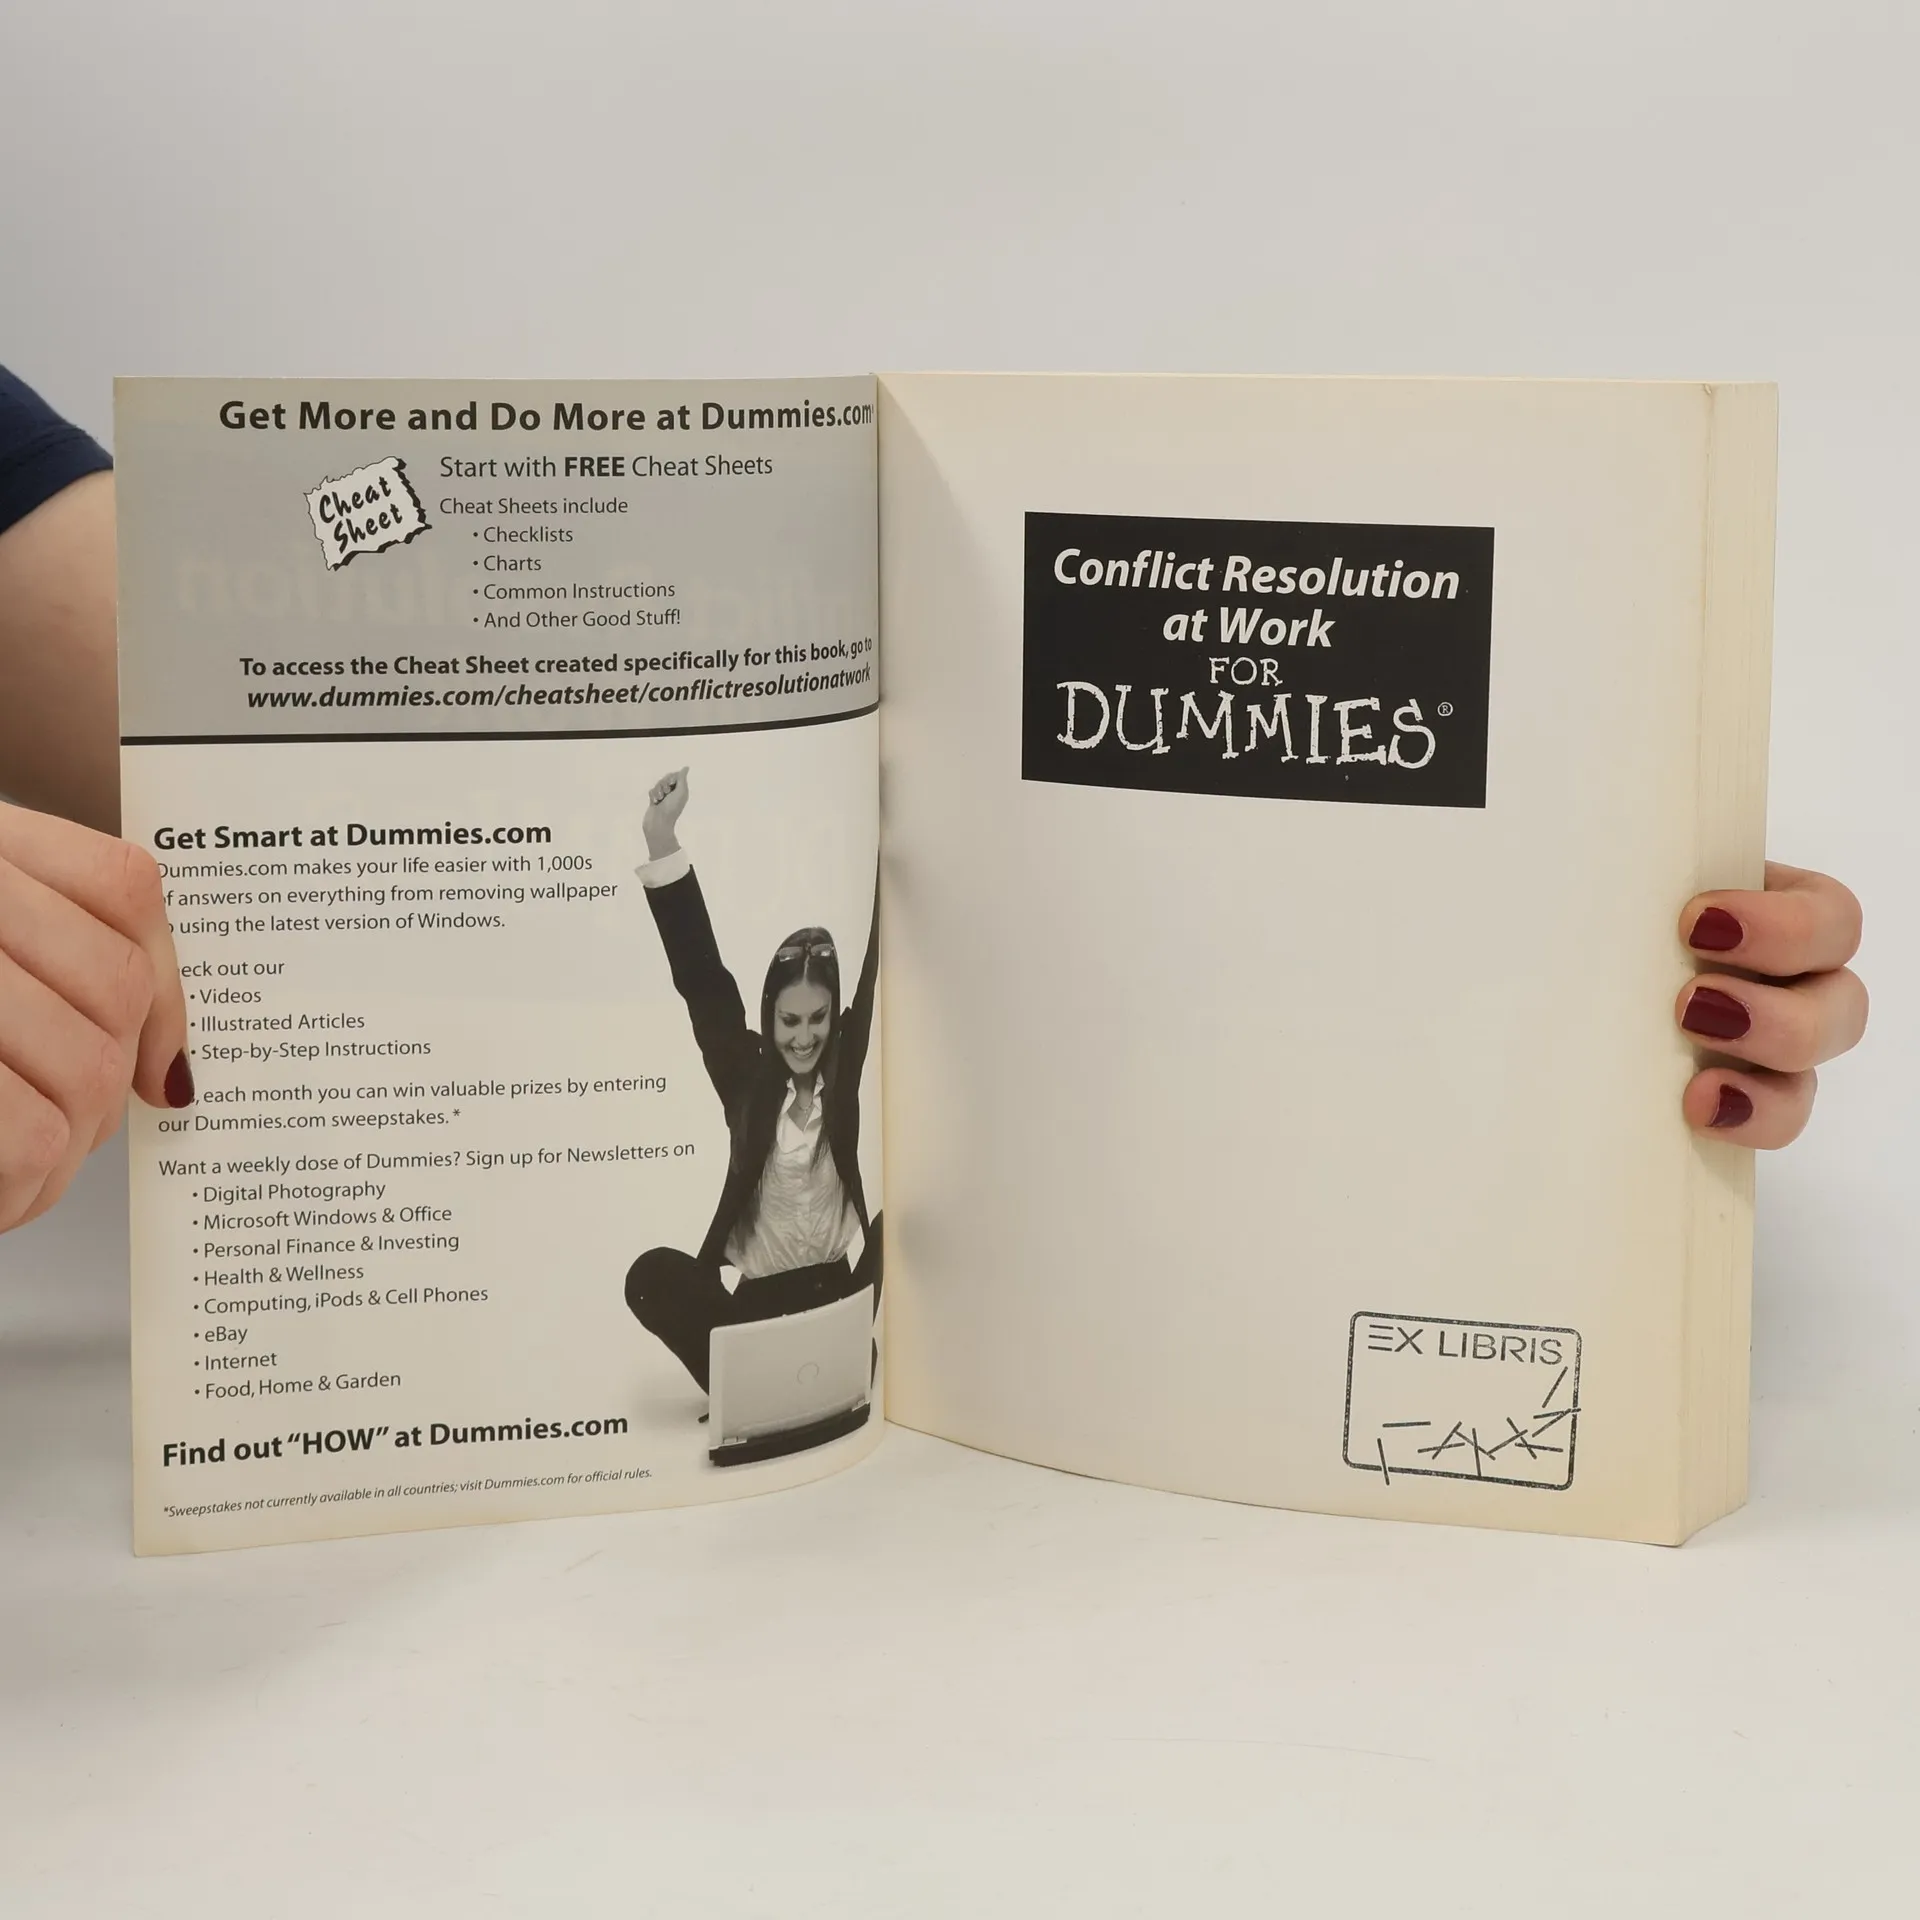 Get More and Do More at Dummies.com®
Cheat
Sheet
Start with FREE Cheat Sheets
Cheat Sheets include
• Checklists
• Charts
• Common Instructions
• And Other Good Stuff!
To access the Cheat Sheet created specifically for this book, go to
www.dummies.com/cheatsheet/conflictresolutionatwork
Get Smart at Dummies.com
Dummies.com makes your life easier with 1,000s
of answers on everything from removing wallpaper
using the latest version of Windows.
eck out our
• Videos
• Illustrated Articles
• Step-by-Step Instructions
, each month you can win valuable prizes by entering
our Dummies.com sweepstakes.*
Want a weekly dose of Dummies? Sign up for Newsletters on
• Digital Photography
• Microsoft Windows & Office
• Personal Finance & Investing
• Health & Wellness
• Computing, iPods & Cell Phones
• eBay
• Internet
• Food, Home & Garden
Find out “HOW” at Dummies.com
*Sweepstakes not currently available in all countries; visit Dummies.com for official rules.
Conflict Resolution
at Work
FOR
DUMMIES®
EX LIBRIS